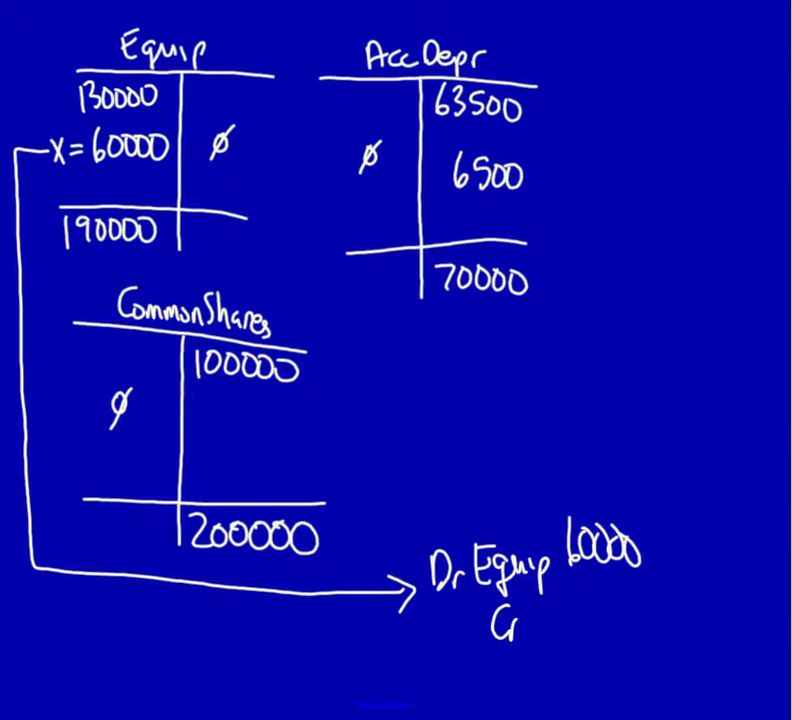 Equip
130000
x = 60000 ϕ
190000
Acc Depr
63500
ϕ 6500
70000
Common Shares
100000
ϕ
200000
Dr Equip 60000
Cr